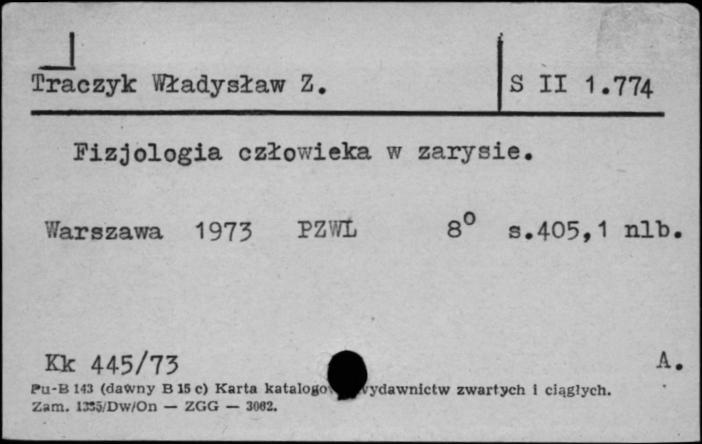 Traczyk Władysław Z. S II 1.774
Fizjologia człowieka w zarysie.
Warszawa 1973 PZWL 8° s.405,1 nlb.
Kk 445/73 A.
Pu-B 143 (dawny B 15 c) Karta katalogo ydawnictw zwartych i ciągłych.
Zam. 1335/Dw/On — ZGG — 3062.